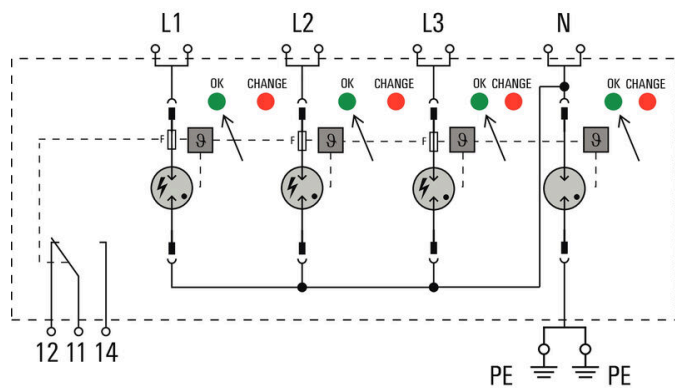 L1 L2 L3 N
OK CHANGE OK CHANGE OK CHANGE OK CHANGE
F ϑ F ϑ F ϑ ϑ
12 11 14
PE PE